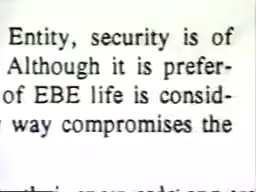 Entity, security is of
Although it is prefer-
of EBE life is consid-
way compromises the